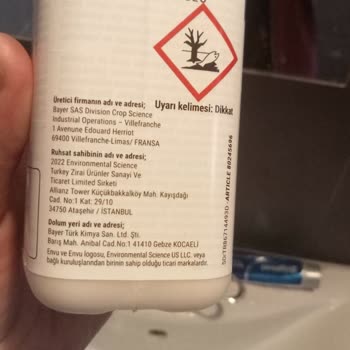 Üretici firmanın adı ve adresi;
Bayer SAS Division Crop Science
Industrial Operations – Villefranche
1 Avenune Edouard Herriot
69400 Villefranche-Limas/ FRANSA
Uyarı kelimesi: Dikkat
Ruhsat sahibinin adı ve adresi:
2022 Environmental Science
Turkey Zirai Ürünler Sanayi Ve
Ticaret Limited Sirketi
Allianz Tower Küçükbakkalköy Mah. Kayışdağı
Cad. No:1 Kat: 29/10
34750 Ataşehir / İSTANBUL
Dolum yeri adı ve adresi;
Bayer Türk Kimya San. Ltd. Şti.
Barış Mah. Anibal Cad.No:1 41410 Gebze KOCAELİ
Envu ve Envu logosu, Environmental Science US LLC. veya
bağlı kuruluşlarından birinin sahip olduğu ticari markalardır.
ARTICLE 89245696